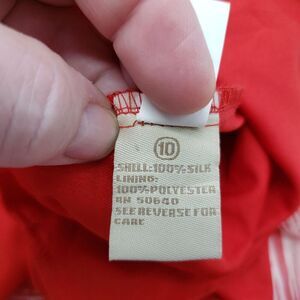 10
SHELL:100% SILK
LINING:
100% POLYESTER
RN 50640
SEE REVERSE FOR
CARE